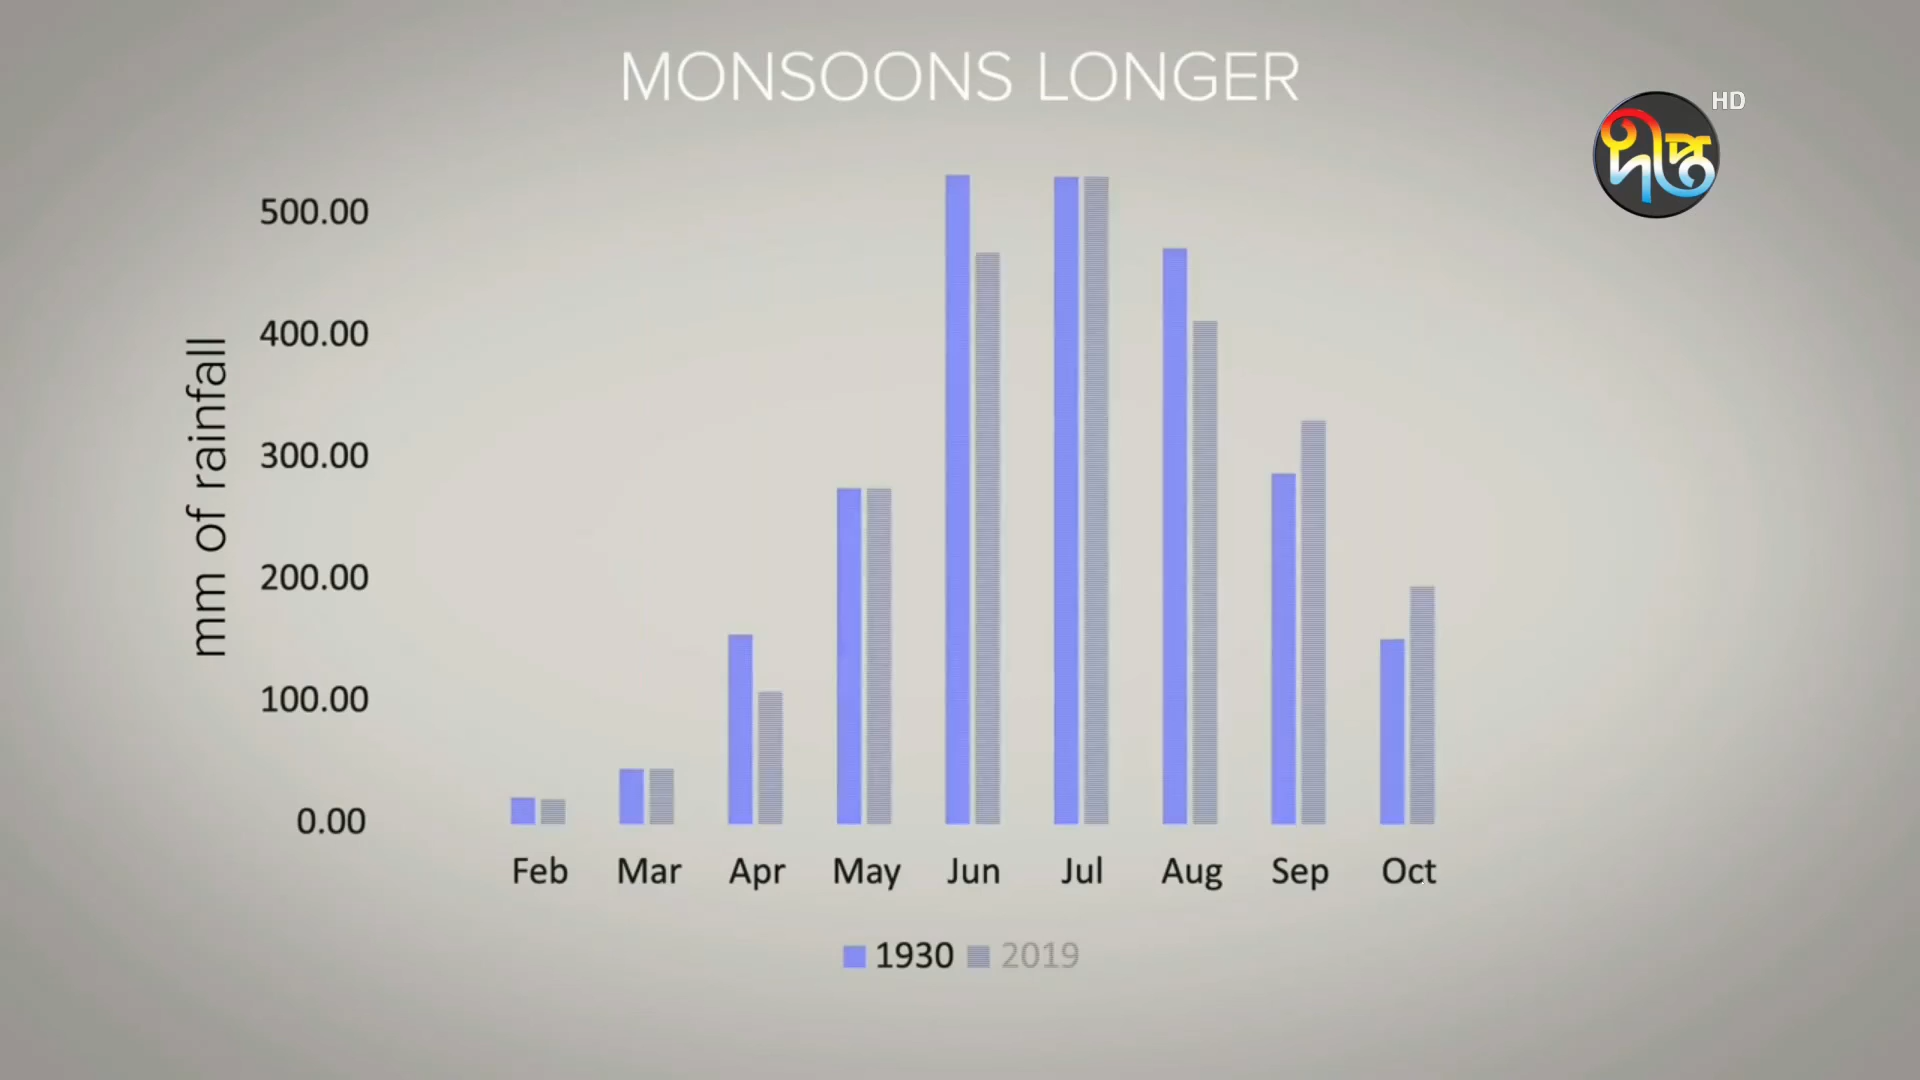 MONSOONS LONGER
HD
দীপ্ত
500.00
400.00
300.00
200.00
100.00
0.00
mm of rainfall
Feb Mar Apr May Jun Jul Aug Sep Oct
1930 2019